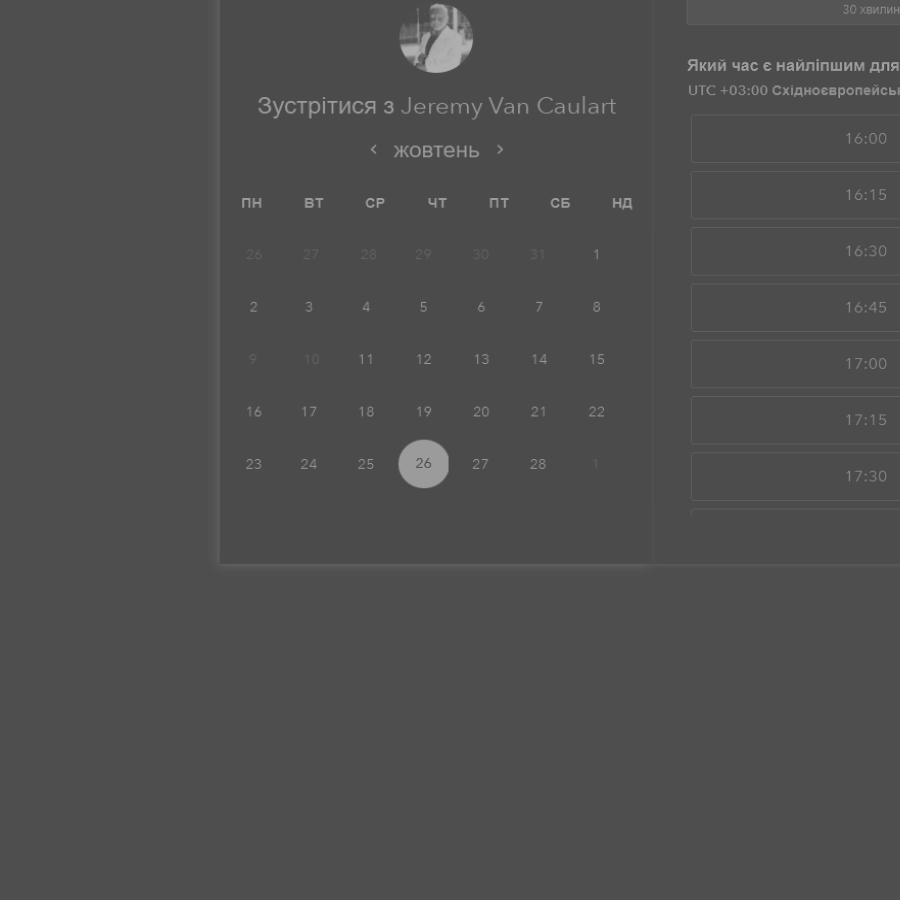 30 хвилин
Який час є найліпшим для
UTC +03:00
Зустрітися з Jeremy Van Caulart
жовтень
ПН ВТ СР ЧТ ПТ СБ НД
26 27 28 29 30 31 1
2 3 4 5 6 7 8
9 10 11 12 13 14 15
16 17 18 19 20 21 22
23 24 25 26 27 28 1
16:00
16:15
16:30
16:45
17:00
17:15
17:30